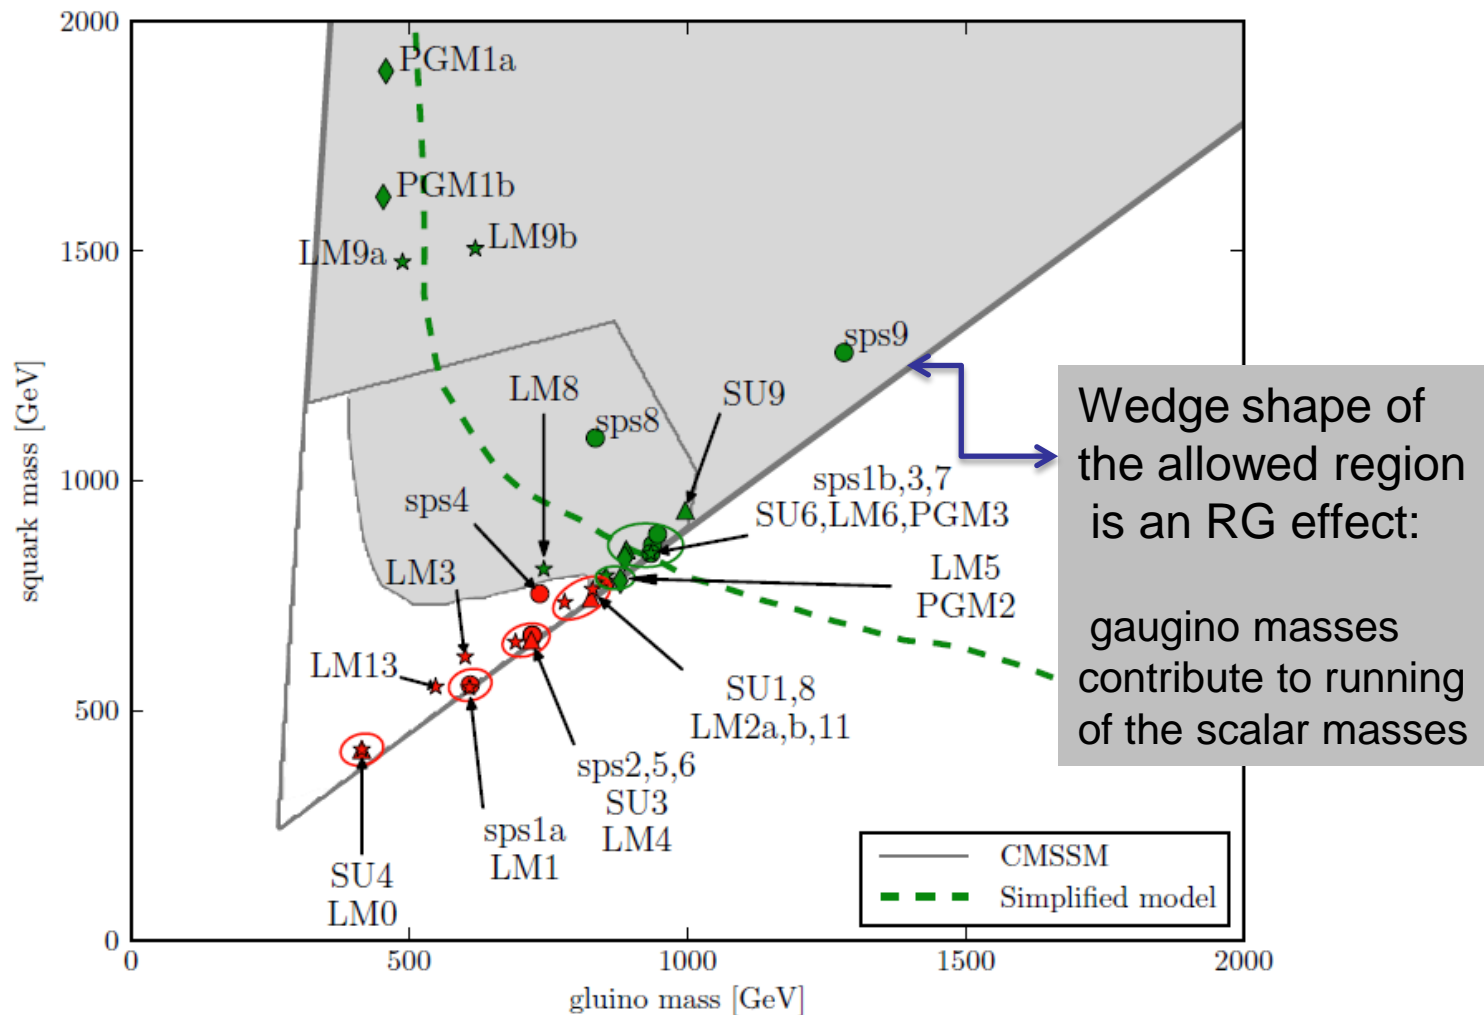 2000
PGM1a
PGM1b
LM9a
LM9b
1500
sps9
LM8
SU9
sps8
squark mass [GeV]
1000
sps4
sps1b,3,7
SU6,LM6,PGM3
LM3
LM5
PGM2
LM13
SU1,8
LM2a,b,11
500
sps2,5,6
SU3
LM4
sps1a
LM1
SU4
LM0
CMSSM
Simplified model
0
0
500
1000
1500
2000
gluino mass [GeV]
Wedge shape of
the allowed region
is an RG effect:
gaugino masses
contribute to running
of the scalar masses